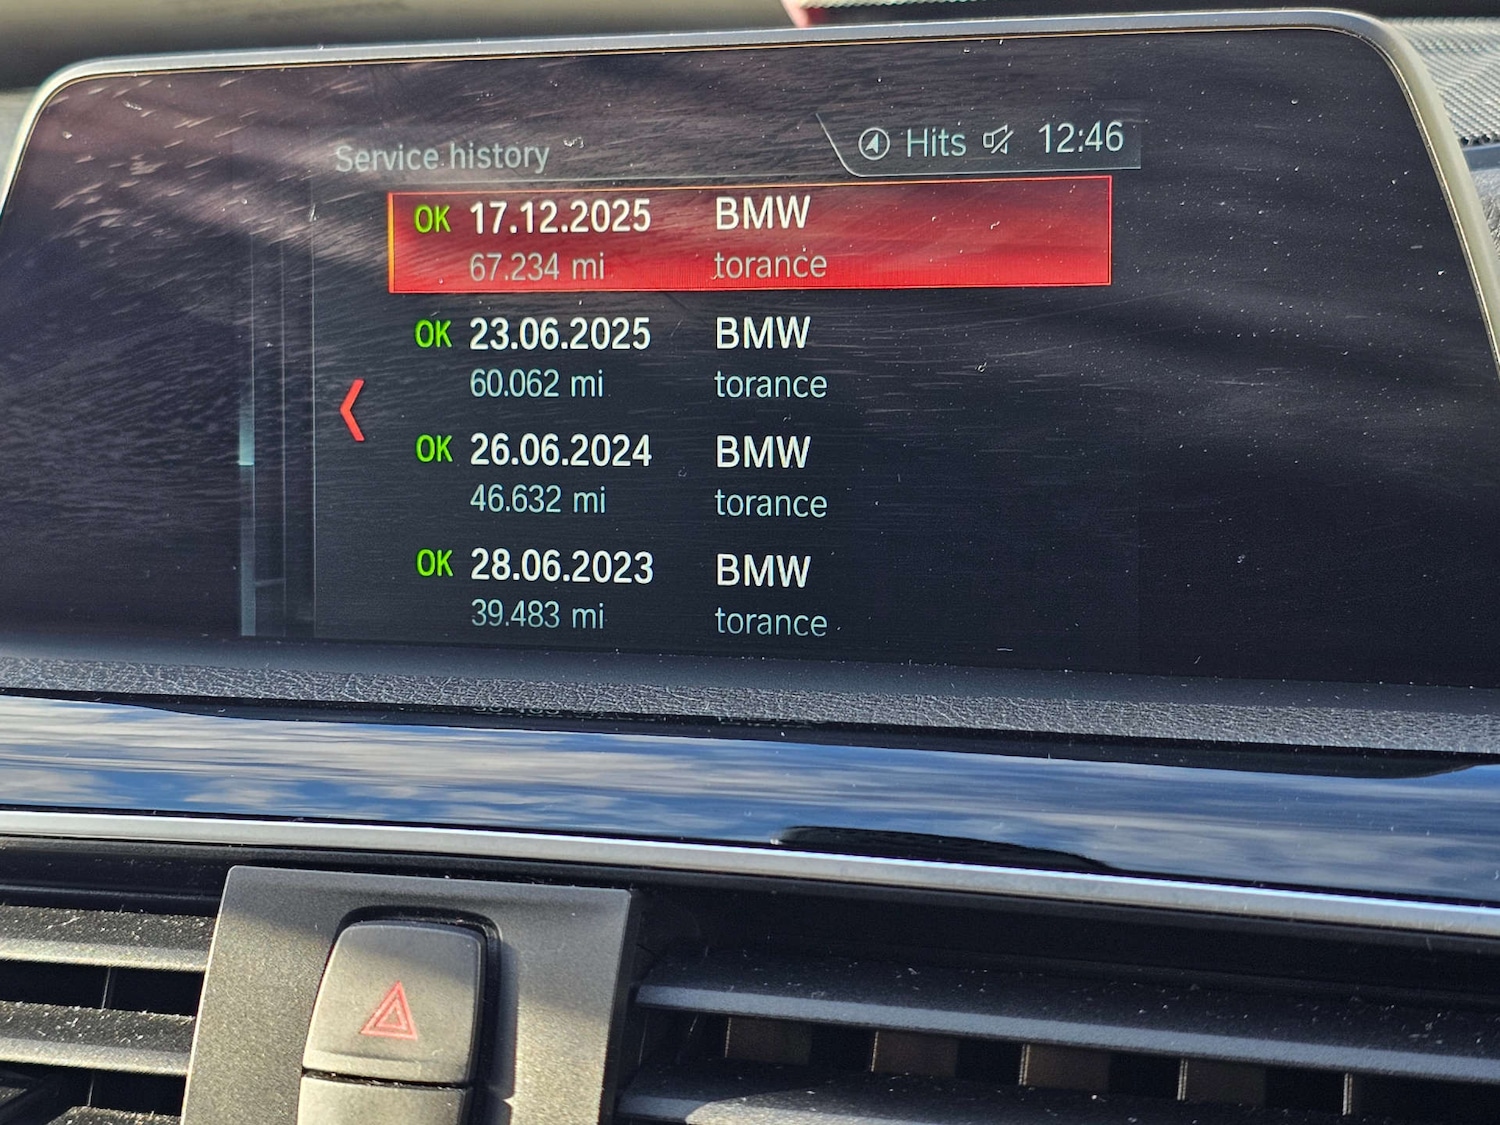 Service history
Hits 12:46
OK 17.12.2025 BMW
67.234 mi torance
OK 23.06.2025 BMW
60.062 mi torance
OK 26.06.2024 BMW
46.632 mi torance
OK 28.06.2023 BMW
39.483 mi torance